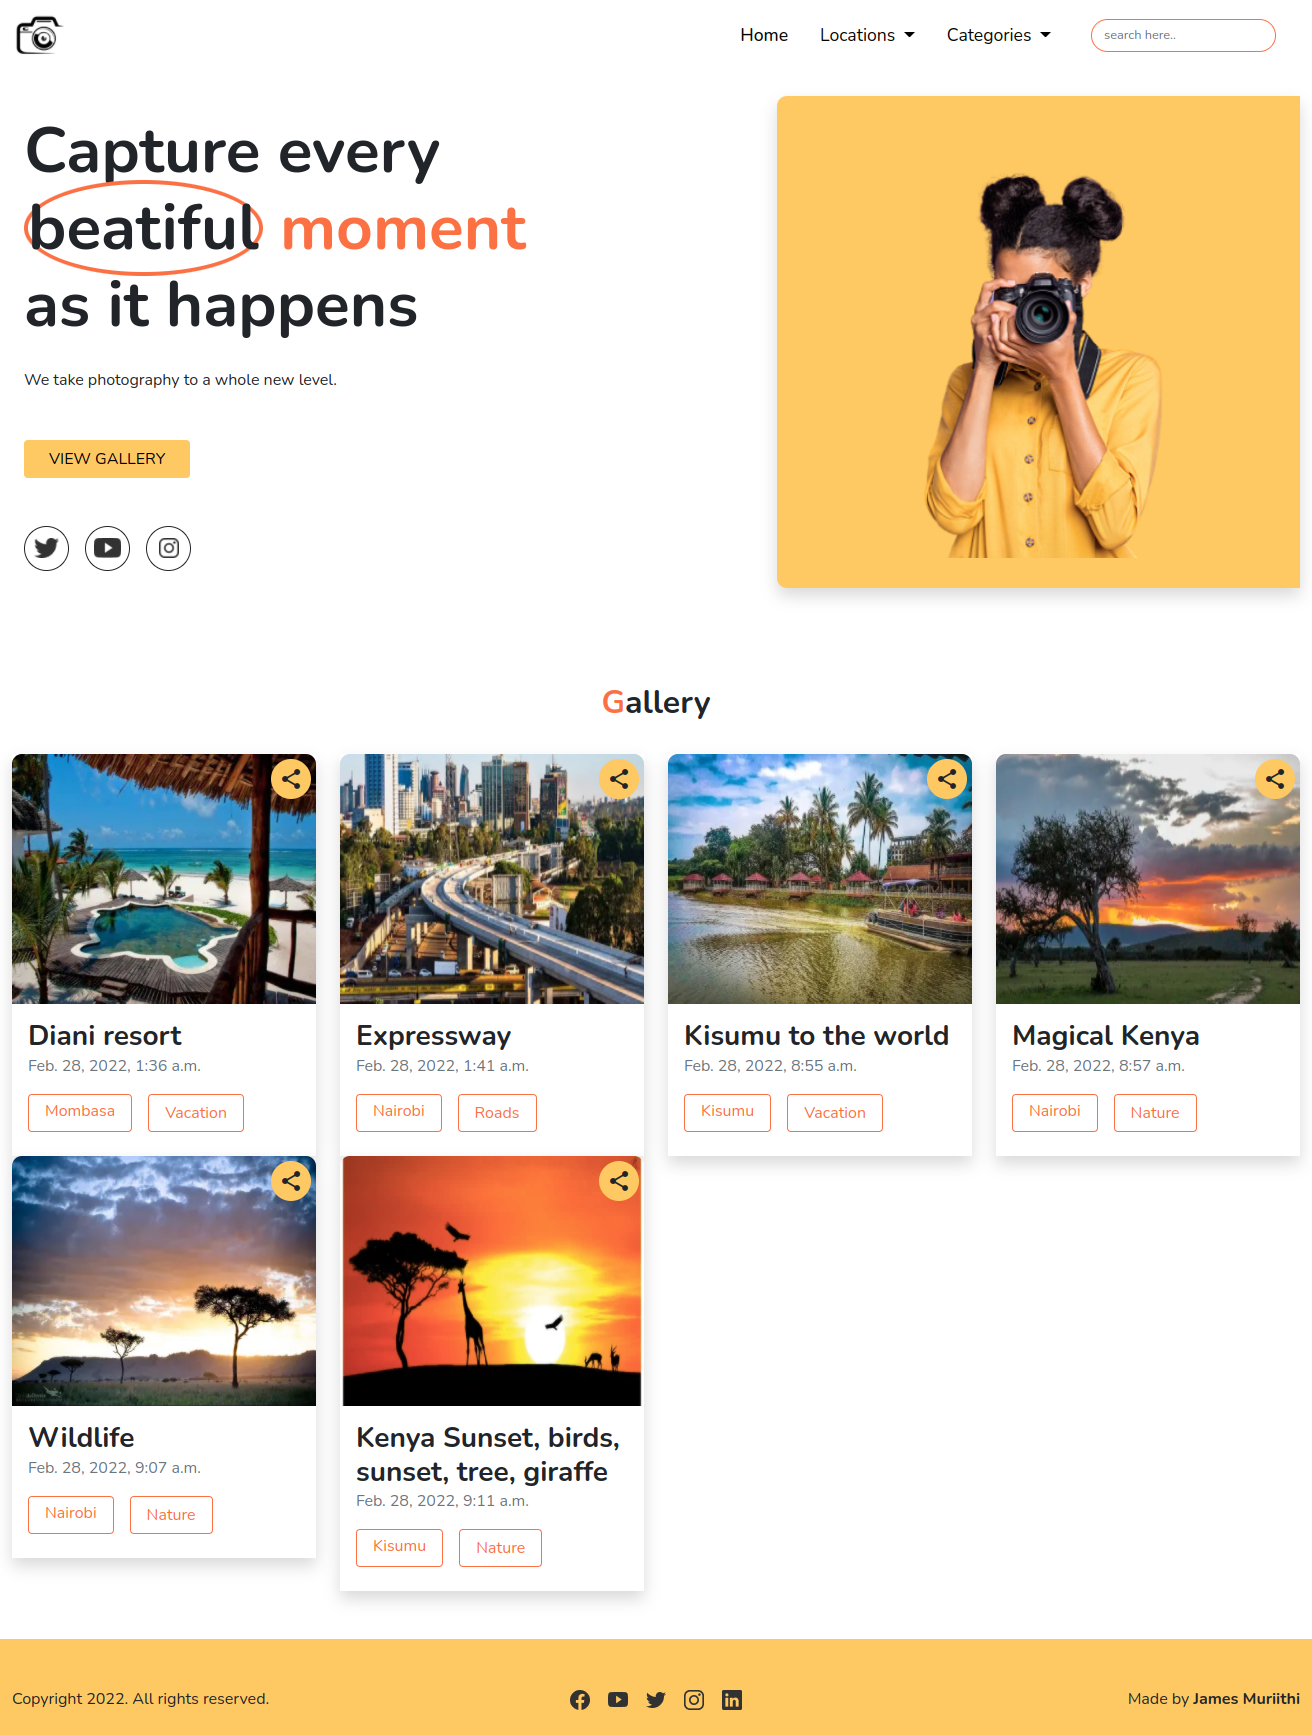 Home Locations Categories search here..
Capture every
beatiful moment
as it happens
We take photography to a whole new level.
VIEW GALLERY
Gallery
Diani resort
Feb. 28, 2022, 1:36 a.m.
Mombasa Vacation
Expressway
Feb. 28, 2022, 1:41 a.m.
Nairobi Roads
Kisumu to the world
Feb. 28, 2022, 8:55 a.m.
Kisumu Vacation
Magical Kenya
Feb. 28, 2022, 8:57 a.m.
Nairobi Nature
Wildlife
Feb. 28, 2022, 9:07 a.m.
Nairobi Nature
Kenya Sunset, birds,
sunset, tree, giraffe
Feb. 28, 2022, 9:11 a.m.
Kisumu Nature
Copyright 2022. All rights reserved.
Made by James Muriithi